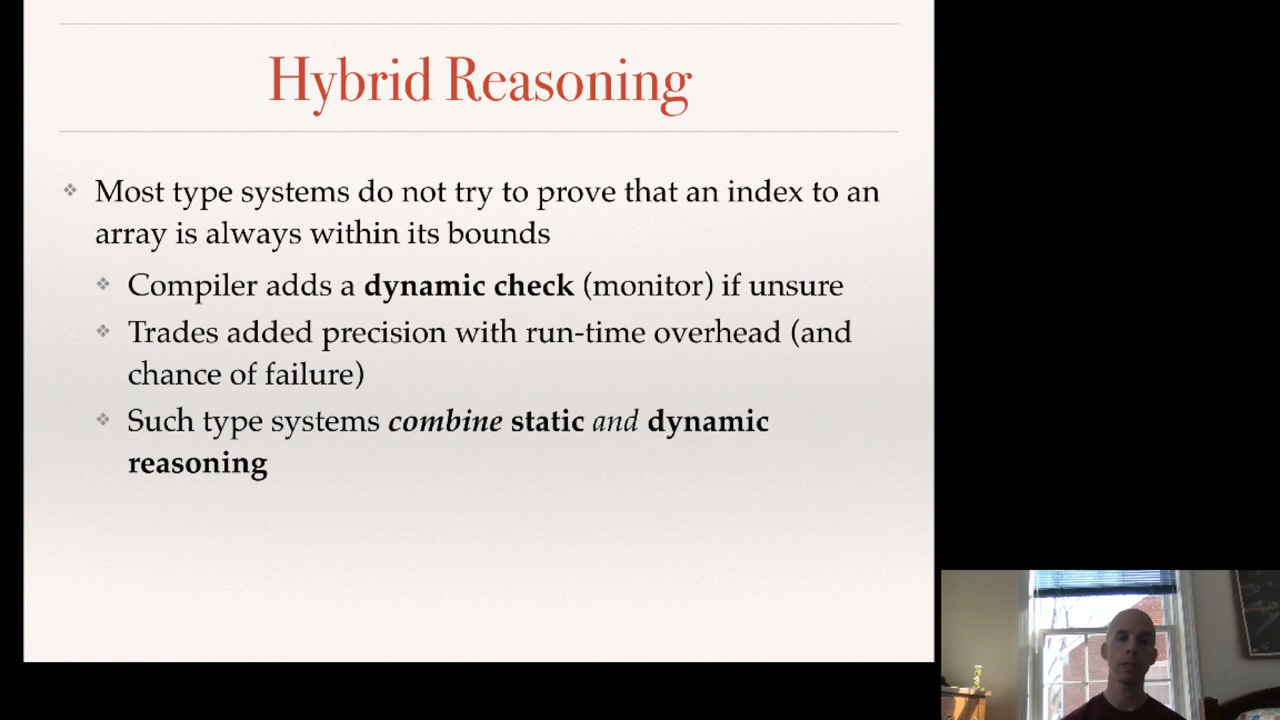 Hybrid Reasoning
Most type systems do not try to prove that an index to an
array is always within its bounds
Compiler adds a dynamic check (monitor) if unsure
Trades added precision with run-time overhead (and
chance of failure)
Such type systems combine static and dynamic
reasoning